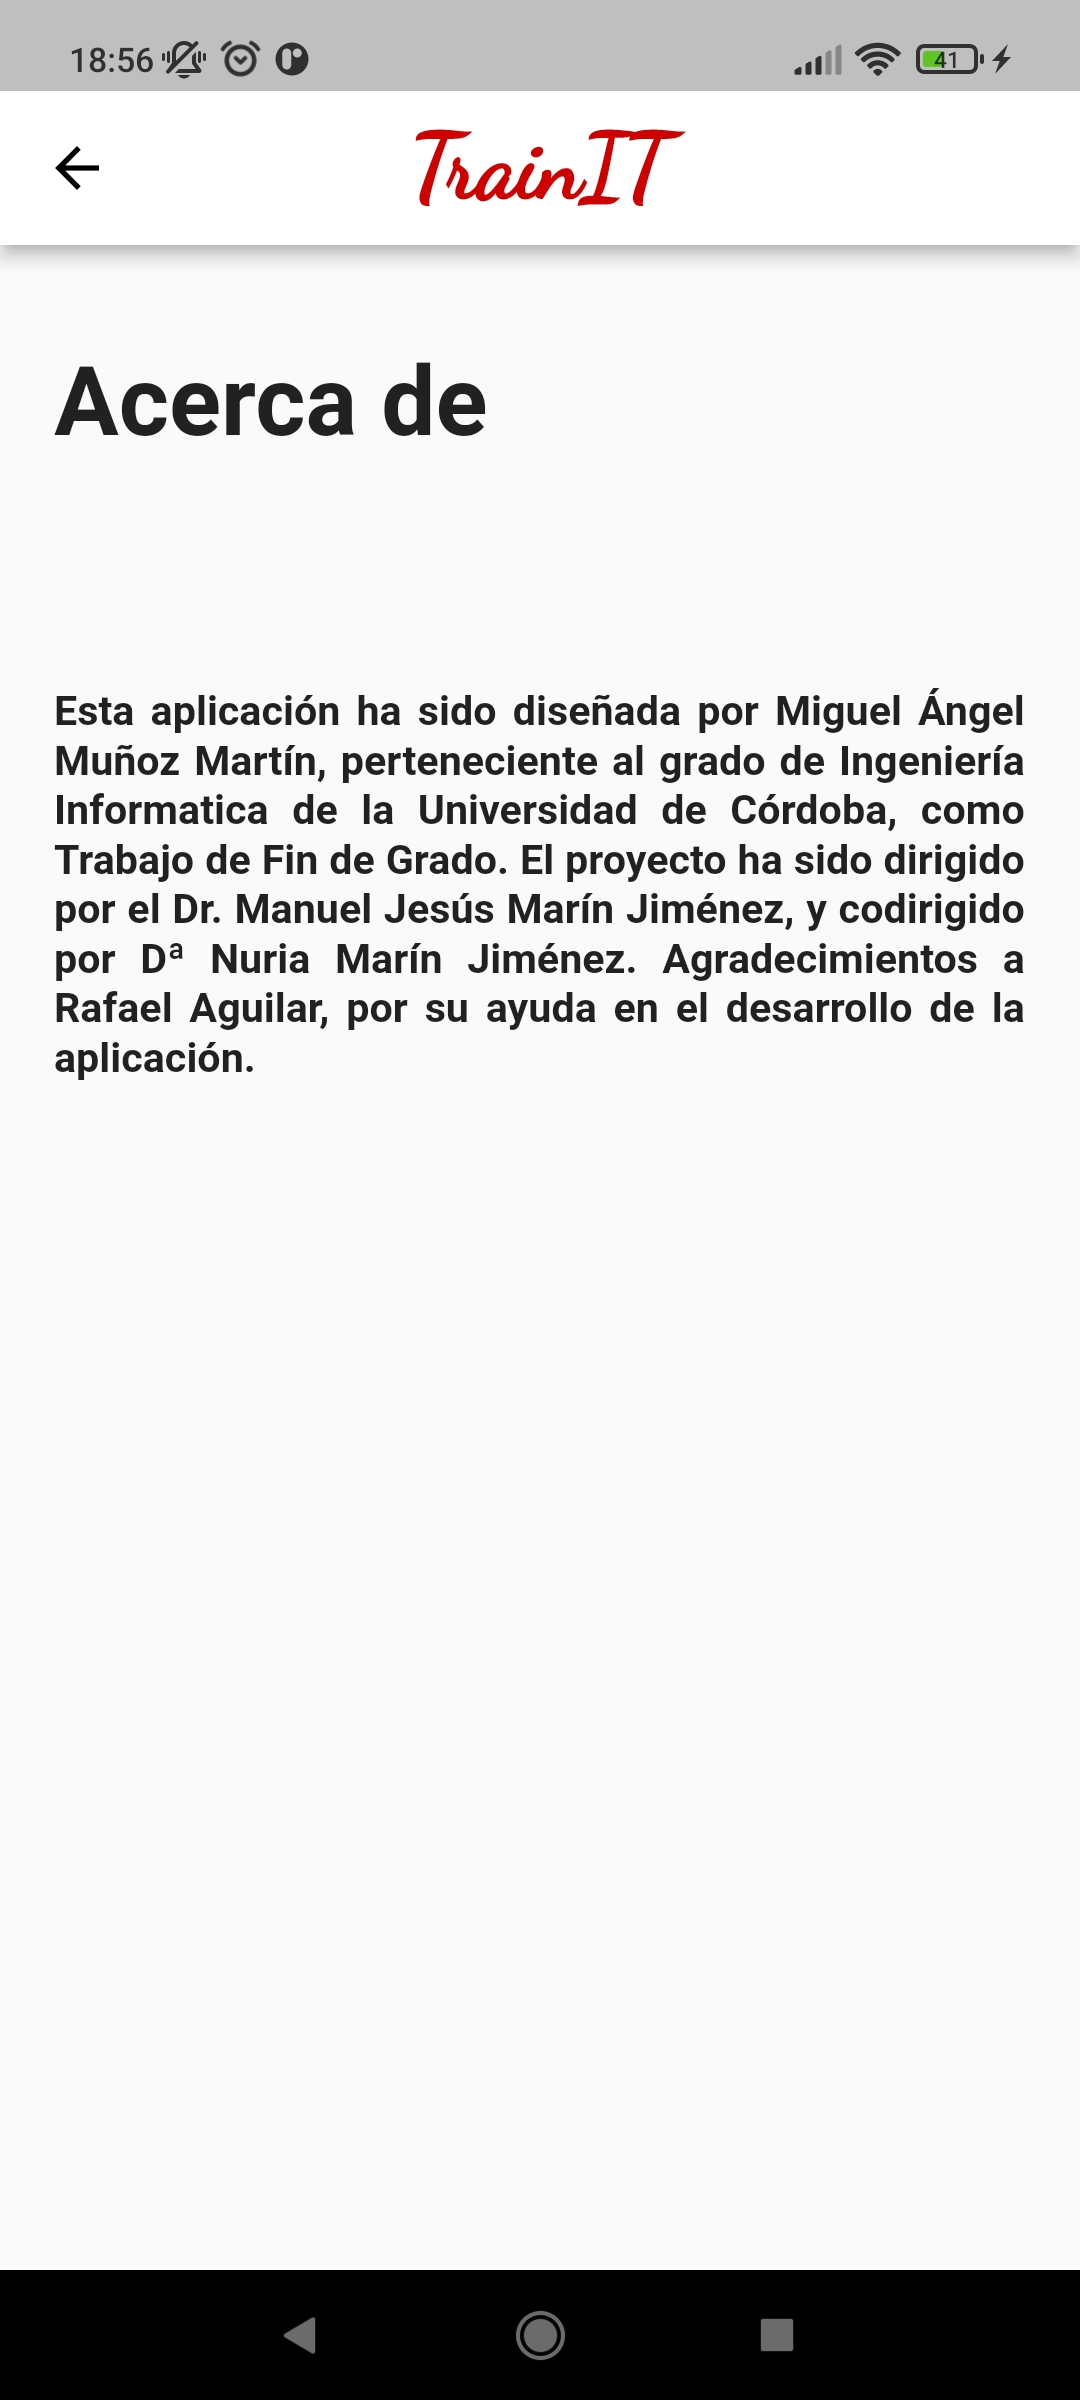 18:56
41
TrainIT
Acerca de
Esta aplicación ha sido diseñada por Miguel Ángel
Muñoz Martín, perteneciente al grado de Ingeniería
Informatica de la Universidad de Córdoba, como
Trabajo de Fin de Grado. El proyecto ha sido dirigido
por el Dr. Manuel Jesús Marín Jiménez, y codirigido
por Dª Nuria Marín Jiménez. Agradecimientos a
Rafael Aguilar, por su ayuda en el desarrollo de la
aplicación.